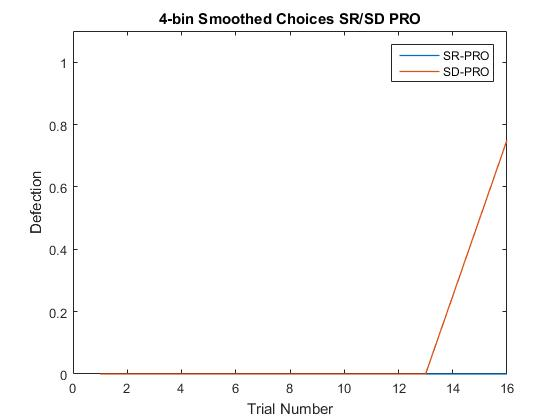 4-bin Smoothed Choices SR/SD PRO
SR-PRO
SD-PRO
1
0.8
0.6
0.4
0.2
0
Defection
0 2 4 6 8 10 12 14 16
Trial Number